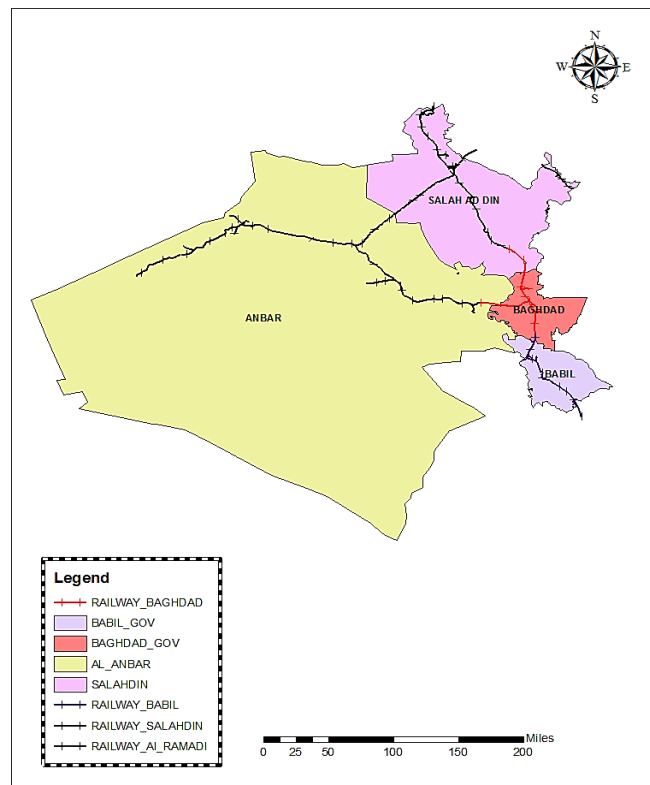 N
W E
S
SALAH AD DIN
BAGHDAD
ANBAR
BABIL
Legend
RAILWAY_BAGHDAD
BABIL_GOV
BAGHDAD_GOV
AL_ANBAR
SALAHDIN
RAILWAY_BABIL
RAILWAY_SALAHDIN
RAILWAY_Al_RAMADI
Miles
0 25 50 100 150 200